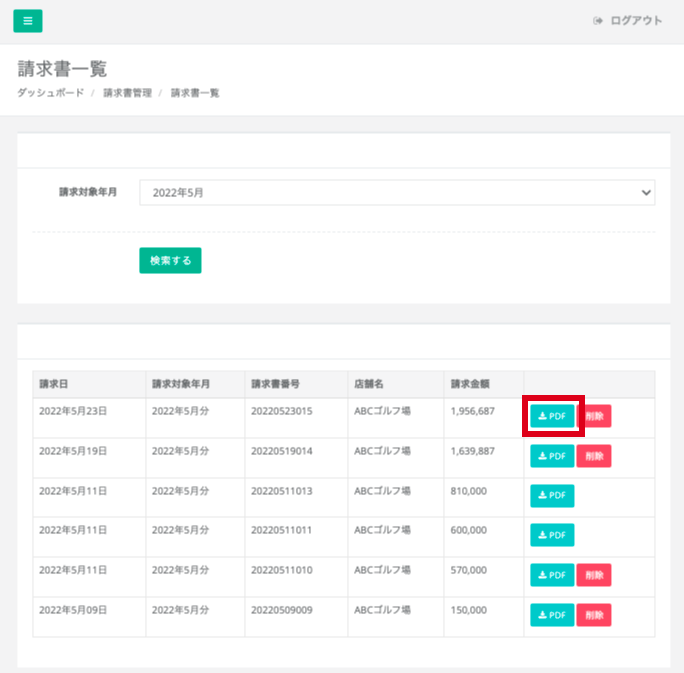 ログアウト
請求書一覧
ダッシュボード / 請求書管理 / 請求書一覧
請求対象年月 2022年5月
検索する
請求日 請求対象年月 請求書番号 店舗名 請求金額
2022年5月23日 2022年5月分 20220523015 ABCゴルフ場 1,956,687 PDF 削除
2022年5月19日 2022年5月分 20220519014 ABCゴルフ場 1,639,887 PDF 削除
2022年5月11日 2022年5月分 20220511013 ABCゴルフ場 810,000 PDF
2022年5月11日 2022年5月分 20220511011 ABCゴルフ場 600,000 PDF
2022年5月11日 2022年5月分 20220511010 ABCゴルフ場 570,000 PDF 削除
2022年5月09日 2022年5月分 20220509009 ABCゴルフ場 150,000 PDF 削除